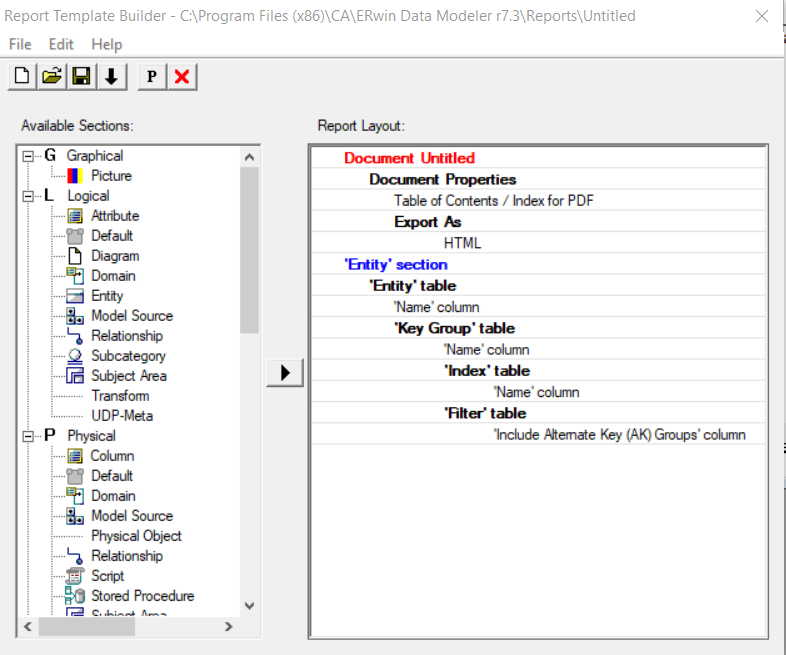 Report Template Builder - C:\Program Files (x86)\CA\ERwin Data Modeler r7.3\Reports\Untitled
File Edit Help
P
Available Sections:
G Graphical
Picture
L Logical
Attribute
Default
Diagram
Domain
Entity
Model Source
Relationship
Subcategory
Subject Area
Transform
UDP-Meta
P Physical
Column
Default
Domain
Model Source
Physical Object
Relationship
Script
Stored Procedure
Subject Area
Report Layout:
Document Untitled
Document Properties
Table of Contents / Index for PDF
Export As
HTML
'Entity' section
'Entity' table
'Name' column
'Key Group' table
'Name' column
'Index' table
'Name' column
'Filter' table
'Include Alternate Key (AK) Groups' column